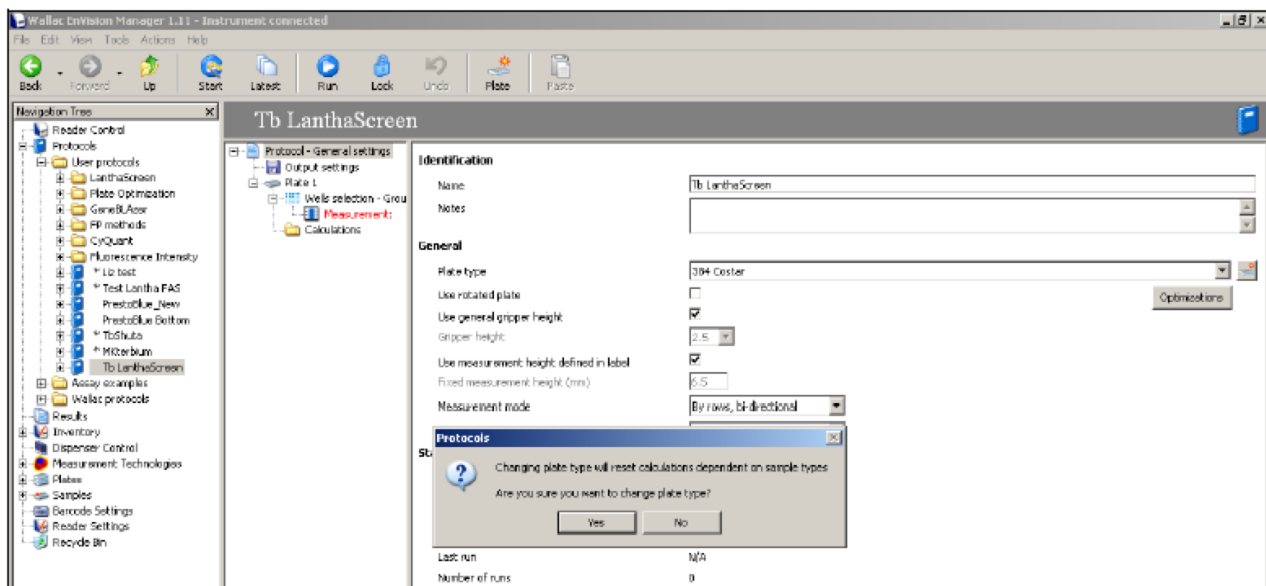 Wallac EnVision Manager 1.11 - Instrument connected
File Edit View Tools Actions Help
Back Forward Up Start Latest Run Lock Undo Plate Paste
Navigation Tree
Reader Control
Protocols
User protocols
LanthaScreen
Plate Optimization
GeneBLAzer
FP methods
CyQuant
Fluorescence Intensity
* Liz test
* Test Lantha FAS
PrestoBlue_New
PrestoBlue Bottom
* TbShuta
* MKterbium
Tb LanthaScreen
Assay examples
Wallac protocols
Results
Inventory
Dispenser Control
Measurement Technologies
Plates
Samples
Barcode Settings
Reader Settings
Recycle Bin
Tb LanthaScreen
Protocol - General settings
Output settings
Plate 1
Wells selection - Grou
Measurement:
Calculations
Identification
Name Tb LanthaScreen
Notes
General
Plate type 384 Costar
Use rotated plate
Optimizations
Use general gripper height
Gripper height 2.5
Use measurement height defined in label
Fixed measurement height (mm) 6.5
Measurement mode By rows, bi-directional
Sta
Protocols
Changing plate type will reset calculations dependent on sample types
Are you sure you want to change plate type?
Yes No
Last run N/A
Number of runs 0